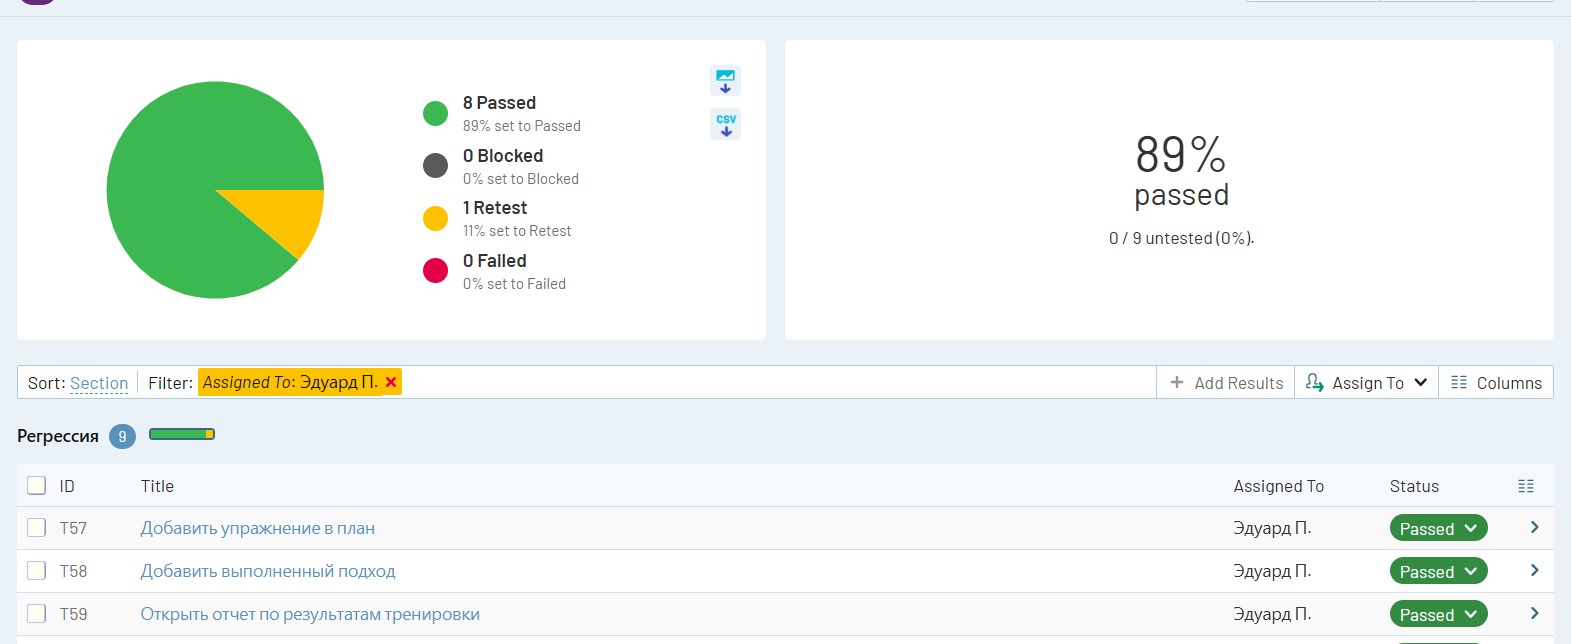 8 Passed
89% set to Passed
0 Blocked
0% set to Blocked
1 Retest
11% set to Retest
0 Failed
0% set to Failed
CSV
89%
passed
0 / 9 untested (0%).
Sort: Section Filter: Assigned To: Эдуард П. Add Results Assign To Columns
Регрессия 9
ID Title Assigned To Status
T57 Добавить упражнение в план Эдуард П. Passed
T58 Добавить выполненный подход Эдуард П. Passed
T59 Открыть отчет по результатам тренировки Эдуард П. Passed